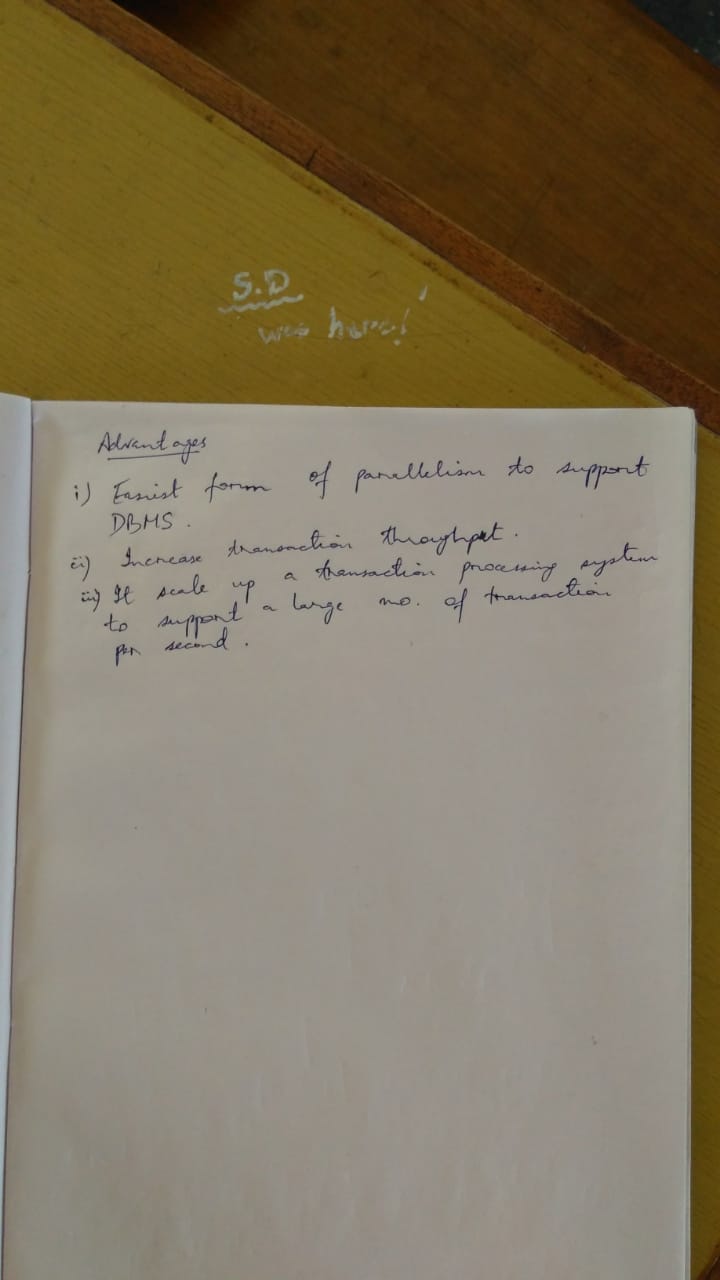 S.D
was here!
Advantages
i) Easiest form of parallelism to support
DBMS.
ii) Increase transaction throughput.
iii) It scale up a transaction processing system
to support a large no. of transaction
per second.